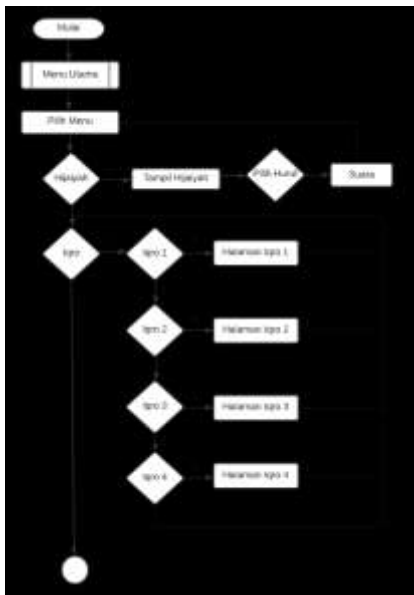 Mulai
Menu Utama
Pilih Menu
Hijaiyah
Tampil Hijaiyah
Pilih Huruf
Suara
Iqro
Iqro 1
Halaman Iqro 1
Iqro 2
Halaman Iqro 2
Iqro 3
Halaman Iqro 3
Iqro 4
Halaman Iqro 4